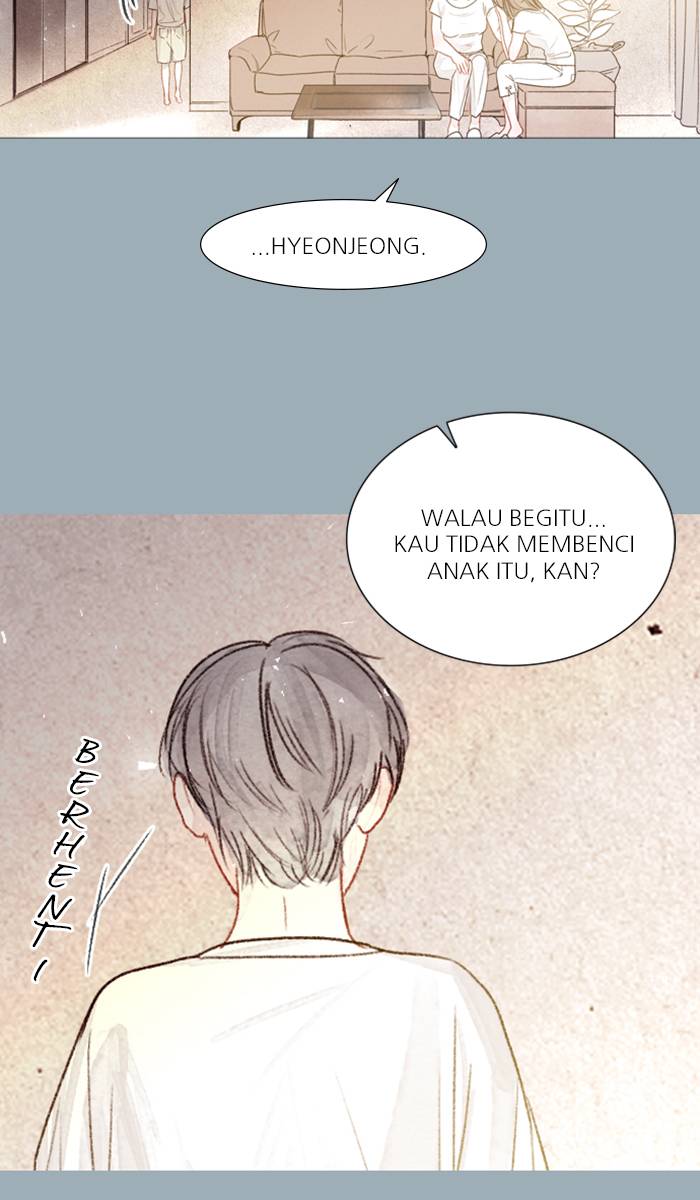 ...HYEONJEONG.
WALAU BEGITU...
KAU TIDAK MEMBENCI
ANAK ITU, KAN?
BERHENTI